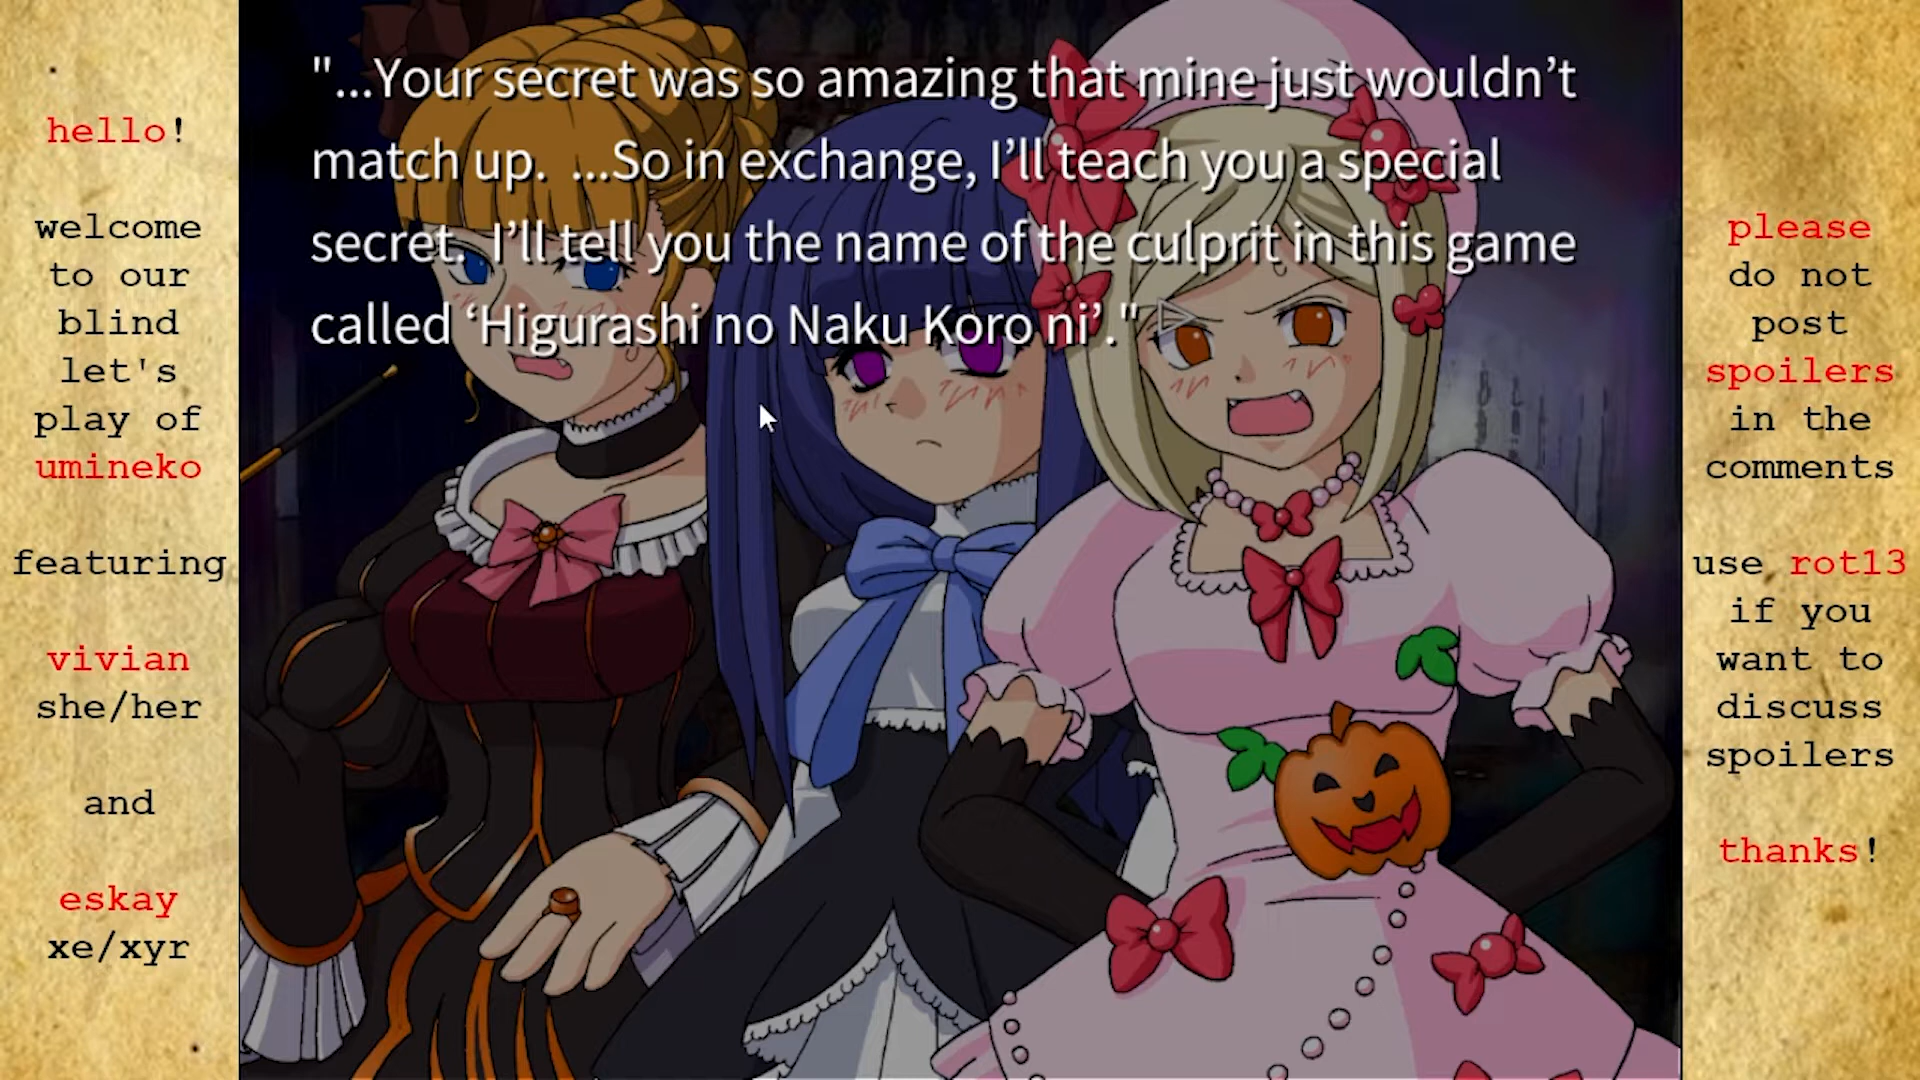 hello!
welcome
to our
blind
let's
play of
umineko
featuring
vivian
she/her
and
eskay
xe/xyr
"...Your secret was so amazing that mine just wouldn’t
match up.  ...So in exchange, I’ll teach you a special
secret.  I’ll tell you the name of the culprit in this game
called ‘Higurashi no Naku Koro ni’. "
please
do not
post
spoilers
in the
comments
use rot13
if you
want to
discuss
spoilers
thanks!